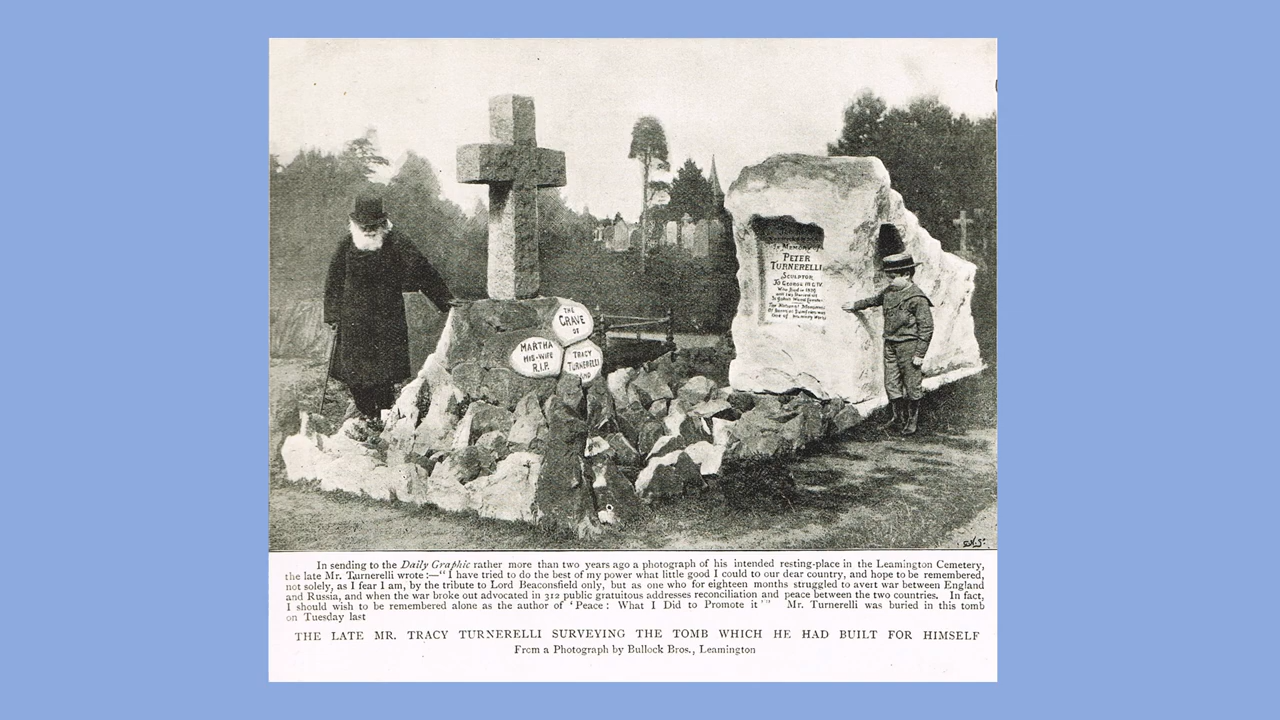 THE
GRAVE
OF
MARTHA
HIS WIFE
R.I.P.
TRACY
TURNERELLI
AND
In Memory of
PETER
TURNERELLI
SCULPTOR
TO GEORGE III & IV.
Who Died in 1839
In sending to the Daily Graphic rather more than two years ago a photograph of his intended resting-place in the Leamington Cemetery,
the late Mr. Turnerelli wrote:—"I have tried to do the best of my power what little good I could to our dear country, and hope to be remembered,
not solely, as I fear I am, by the tribute to Lord Beaconsfield only, but as one who for eighteen months struggled to avert war between England
and Russia, and when the war broke out advocated in 312 public gratuitous addresses reconciliation and peace between the two countries. In fact,
I should wish to be remembered alone as the author of 'Peace: What I Did to Promote it'" Mr. Turnerelli was buried in this tomb
on Tuesday last
THE LATE MR. TRACY TURNERELLI SURVEYING THE TOMB WHICH HE HAD BUILT FOR HIMSELF
From a Photograph by Bullock Bros., Leamington